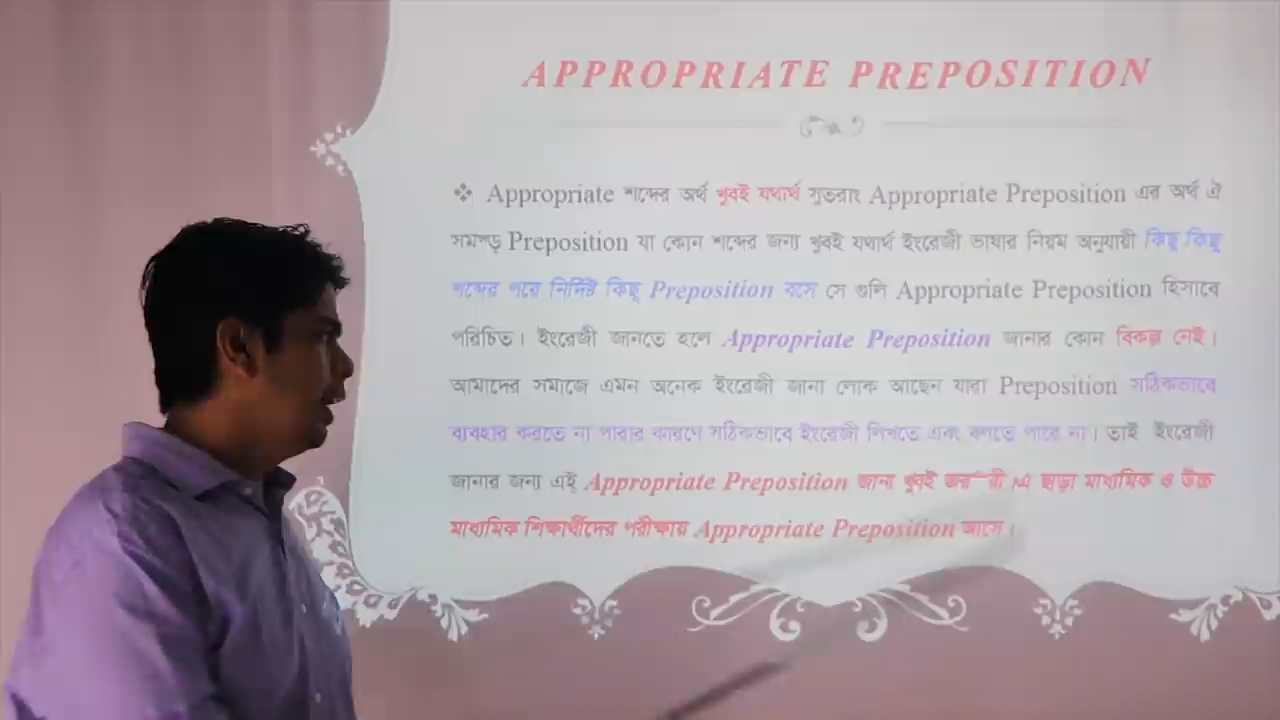 APPROPRIATE PREPOSITION
❖ Appropriate শব্দের অর্থ খুবই যথার্থ সুতরাং Appropriate Preposition এর অর্থ ঐ
Preposition যা কোন শব্দের জন্য খুবই যথার্থ ইংরেজী ভাষার নিয়ম অনুযায়ী কিছু কিছু
শব্দের পরে নির্দিষ্ট কিছু Preposition বসে সে গুলি Appropriate Preposition হিসাবে
পরিচিত। ইংরেজী জানতে হলে Appropriate Preposition জানার কোন বিকল্প নেই।
আমাদের সমাজে এমন অনেক ইংরেজী জানা লোক আছেন যারা Preposition সঠিকভাবে
ব্যবহার করতে না পারার কারণে সঠিকভাবে ইংরেজী লিখতে এবং বলতে পারে না। তাই ইংরেজী
জানার জন্য এই Appropriate Preposition জানা খুবই এ ছাড়া মাধ্যমিক ও উচ্চ
মাধ্যমিক শিক্ষার্থীদের পরীক্ষায় Appropriate Preposition আসে।